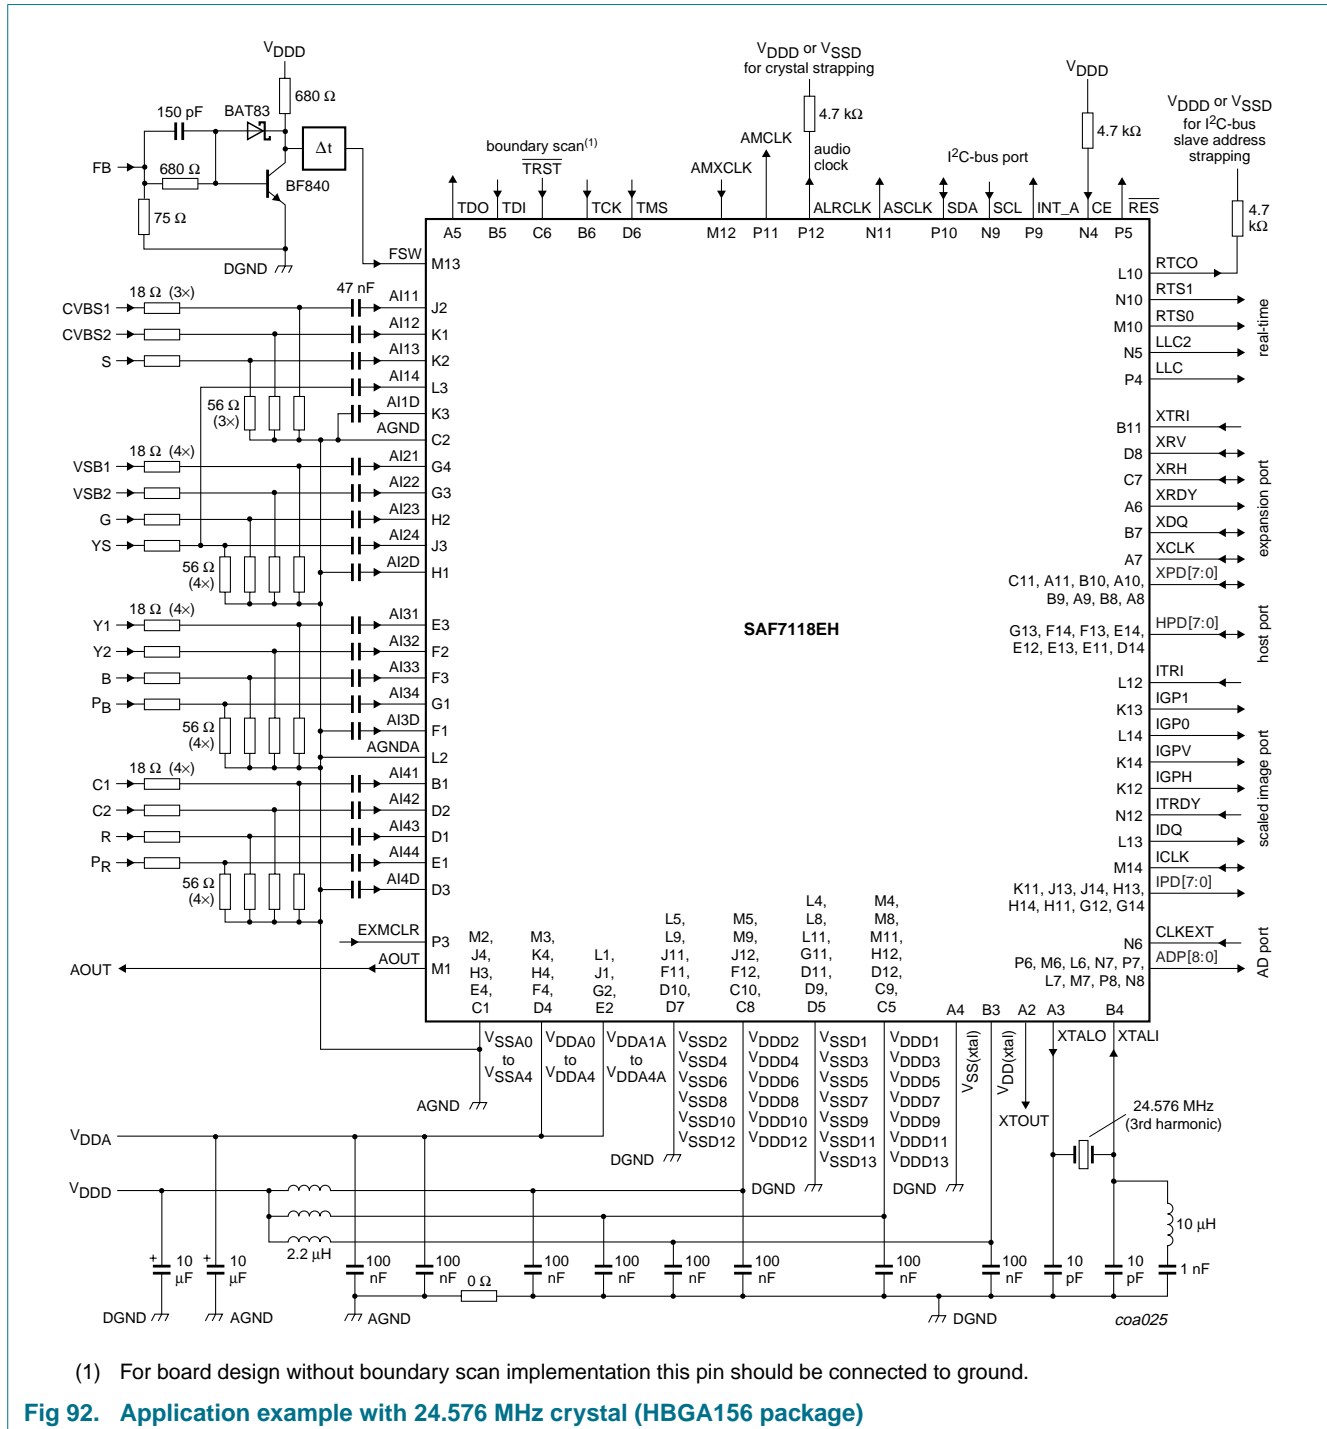 VDDD
680 Ω
150 pF
BAT83
FB
680 Ω
Δt
BF840
75 Ω
DGND
VDDD or VSSD
for crystal strapping
4.7 kΩ
AMCLK
audio
clock
AMXCLK
boundary scan(1)
TRST
TDO
TDI
TCK
TMS
VDDD
4.7 kΩ
I2C-bus port
ALRCLK
ASCLK
SDA
SCL
INT_A
CE
RES
VDDD or VSSD
for I2C-bus
slave address
strapping
4.7
kΩ
A5
B5
C6
B6
D6
M12
P11
P12
N11
P10
N9
P9
N4
P5
FSW
M13
CVBS1
18 Ω (3×)
47 nF
AI11
J2
CVBS2
AI12
K1
S
AI13
K2
AI14
L3
56 Ω
(3×)
AI1D
K3
AGND
C2
VSB1
18 Ω (4×)
AI21
G4
VSB2
AI22
G3
G
AI23
H2
YS
AI24
J3
56 Ω
(4×)
AI2D
H1
Y1
18 Ω (4×)
AI31
E3
Y2
AI32
F2
B
AI33
F3
PB
AI34
G1
56 Ω
(4×)
AI3D
F1
AGNDA
L2
C1
18 Ω (4×)
AI41
B1
C2
AI42
D2
R
AI43
D1
PR
AI44
E1
56 Ω
(4×)
AI4D
D3
EXMCLR
P3
AOUT
AOUT
M1
SAF7118EH
L10
RTCO
N10
RTS1
M10
RTS0
N5
LLC2
P4
LLC
real-time
B11
XTRI
D8
XRV
C7
XRH
A6
XRDY
B7
XDQ
A7
XCLK
C11, A11, B10, A10,
B9, A9, B8, A8
XPD[7:0]
expansion port
G13, F14, F13, E14,
E12, E13, E11, D14
HPD[7:0]
host port
L12
ITRI
K13
IGP1
L14
IGP0
K14
IGPV
K12
IGPH
N12
ITRDY
L13
IDQ
M14
ICLK
K11, J13, J14, H13,
H14, H11, G12, G14
IPD[7:0]
scaled image port
N6
CLKEXT
P6, M6, L6, N7, P7,
L7, M7, P8, N8
ADP[8:0]
AD port
M2,
J4,
H3,
E4,
C1
M3,
K4,
H4,
F4,
D4
L1,
J1,
G2,
E2
L5,
L9,
J11,
F11,
D10,
D7
M5,
M9,
J12,
F12,
C10,
C8
L4,
L8,
L11,
G11,
D11,
D9,
D5
M4,
M8,
M11,
H12,
D12,
C9,
C5
A4
B3
A2
A3
B4
VSSA0
to
VSSA4
VDDA0
to
VDDA4
VDDA1A
to
VDDA4A
VSSD2
VSSD4
VSSD6
VSSD8
VSSD10
VSSD12
VDDD2
VDDD4
VDDD6
VDDD8
VDDD10
VDDD12
VSSD1
VSSD3
VSSD5
VSSD7
VSSD9
VSSD11
VSSD13
VDDD1
VDDD3
VDDD5
VDDD7
VDDD9
VDDD11
VDDD13
VSS(xtal)
VDD(xtal)
XTOUT
XTALO
XTALI
24.576 MHz
(3rd harmonic)
AGND
DGND
DGND
DGND
VDDA
VDDD
2.2 µH
10 µH
+ 10
µF
+ 10
µF
100
nF
100
nF
0 Ω
100
nF
100
nF
100
nF
100
nF
100
nF
100
nF
10
pF
10
pF
1 nF
DGND
AGND
AGND
DGND
coa025
(1) For board design without boundary scan implementation this pin should be connected to ground.
Fig 92. Application example with 24.576 MHz crystal (HBGA156 package)